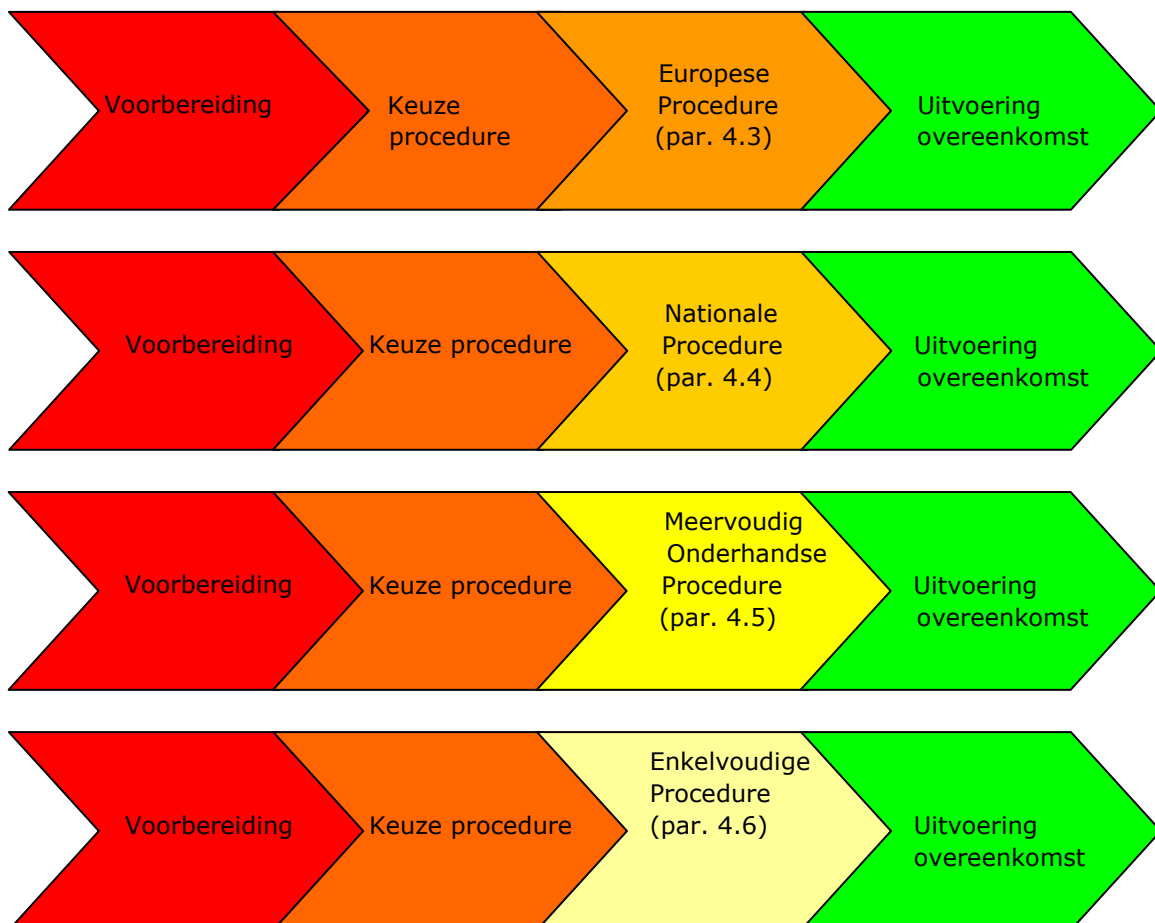 Voorbereiding
Keuze
procedure
Europese
Procedure
(par. 4.3)
Uitvoering
overeenkomst
Voorbereiding
Keuze procedure
Nationale
Procedure
(par. 4.4)
Uitvoering
overeenkomst
Voorbereiding
Keuze procedure
Meervoudig
Onderhandse
Procedure
(par. 4.5)
Uitvoering
overeenkomst
Voorbereiding
Keuze procedure
Enkelvoudige
Procedure
(par. 4.6)
Uitvoering
overeenkomst